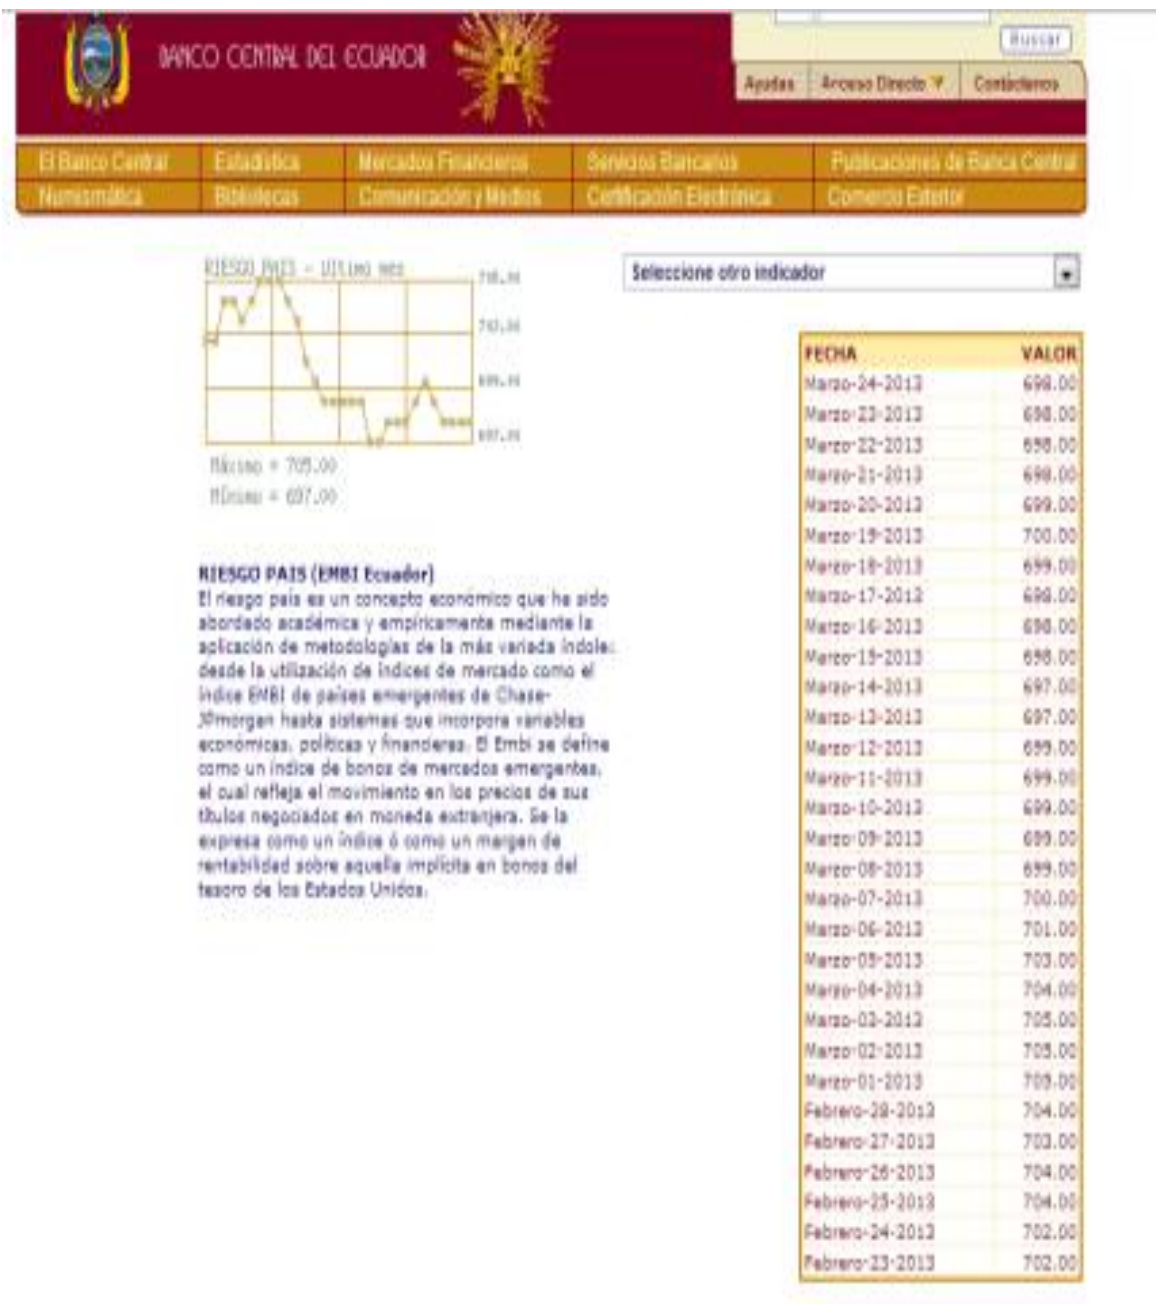 BANCO CENTRAL DEL ECUADOR
Buscar
Ayudas Acceso Directo Contáctenos
El Banco Central Estadística Mercados Financieros Servicios Bancarios Publicaciones de Banca Central
Numismática Bibliotecas Comunicación y Medios Certificación Electrónica Comercio Exterior
RIESGO PAIS - Ultimo mes
Seleccione otro indicador
Máximo = 705.00
Mínimo = 697.00
RIESGO PAIS (EMBI Ecuador)
El riesgo país es un concepto económico que ha sido
abordado académica y empíricamente mediante la
aplicación de metodologías de la más variada índole:
desde la utilización de índices de mercado como el
índice EMBI de países emergentes de Chase-
JPmorgan hasta sistemas que incorpora variables
económicas, políticas y financieras. El Embi se define
como un índice de bonos de mercados emergentes,
el cual refleja el movimiento en los precios de sus
títulos negociados en moneda extranjera. Se la
expresa como un índice ó como un margen de
rentabilidad sobre aquella implícita en bonos del
tesoro de los Estados Unidos.
FECHA VALOR
Marzo-24-2013 698.00
Marzo-23-2013 698.00
Marzo-22-2013 698.00
Marzo-21-2013 698.00
Marzo-20-2013 699.00
Marzo-19-2013 700.00
Marzo-18-2013 699.00
Marzo-17-2013 698.00
Marzo-16-2013 698.00
Marzo-15-2013 698.00
Marzo-14-2013 697.00
Marzo-13-2013 697.00
Marzo-12-2013 699.00
Marzo-11-2013 699.00
Marzo-10-2013 699.00
Marzo-09-2013 699.00
Marzo-08-2013 699.00
Marzo-07-2013 700.00
Marzo-06-2013 701.00
Marzo-05-2013 703.00
Marzo-04-2013 704.00
Marzo-03-2013 705.00
Marzo-02-2013 705.00
Marzo-01-2013 705.00
Febrero-28-2013 704.00
Febrero-27-2013 703.00
Febrero-26-2013 704.00
Febrero-25-2013 704.00
Febrero-24-2013 702.00
Febrero-23-2013 702.00